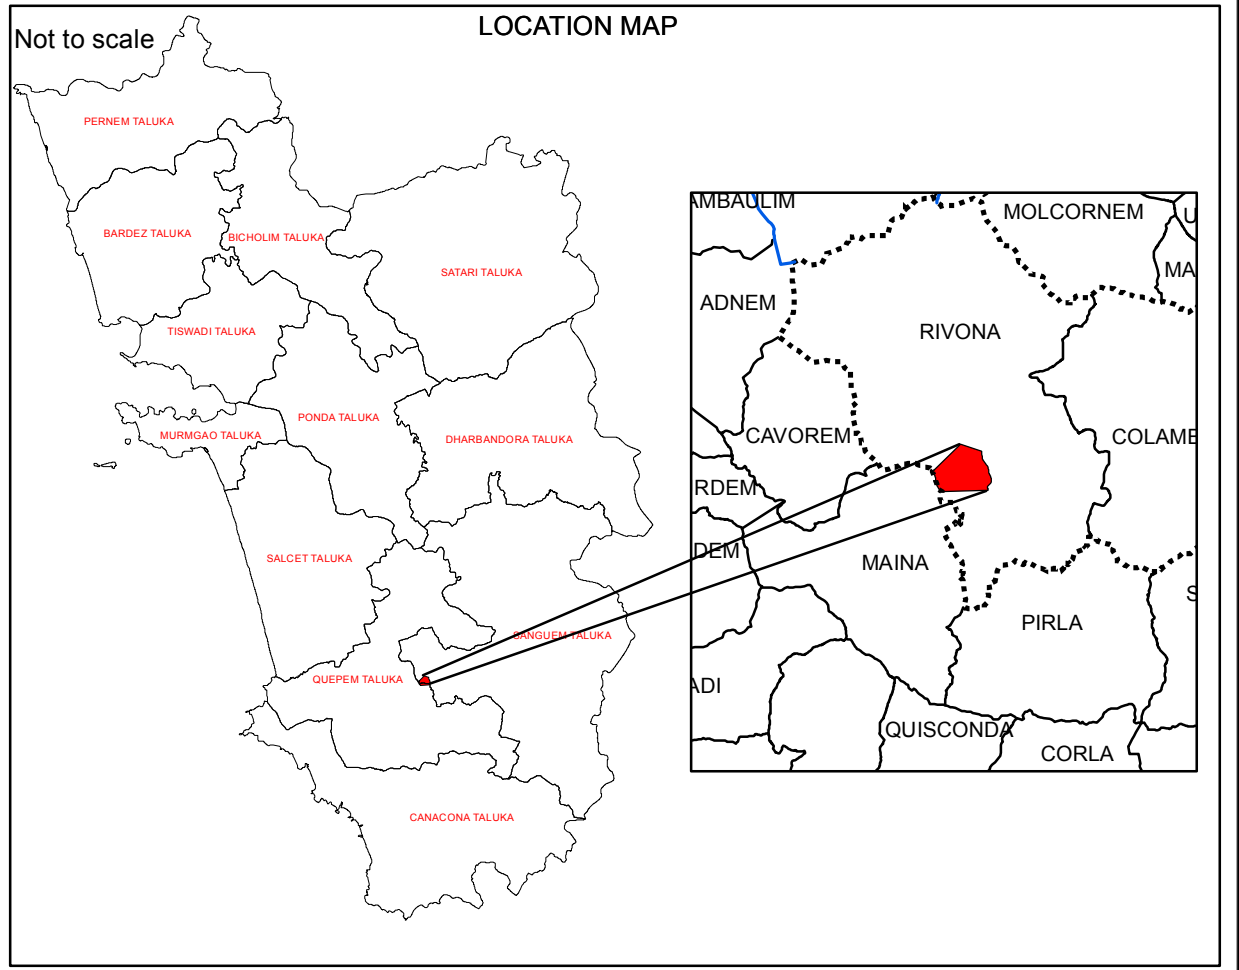 LOCATION MAP
Not to scale
PERNEM TALUKA
BARDEZ TALUKA
BICHOLIM TALUKA
SATARI TALUKA
TISWADI TALUKA
PONDA TALUKA
MURMGAO TALUKA
DHARBANDORA TALUKA
SALCET TALUKA
SANGUEM TALUKA
QUEPEM TALUKA
CANACONA TALUKA
AMBAULIM
MOLCORNEM
U
MA
ADNEM
RIVONA
CAVOREM
COLAMB
RDEM
DEM
MAINA
S
PIRLA
ADI
QUISCONDA
CORLA